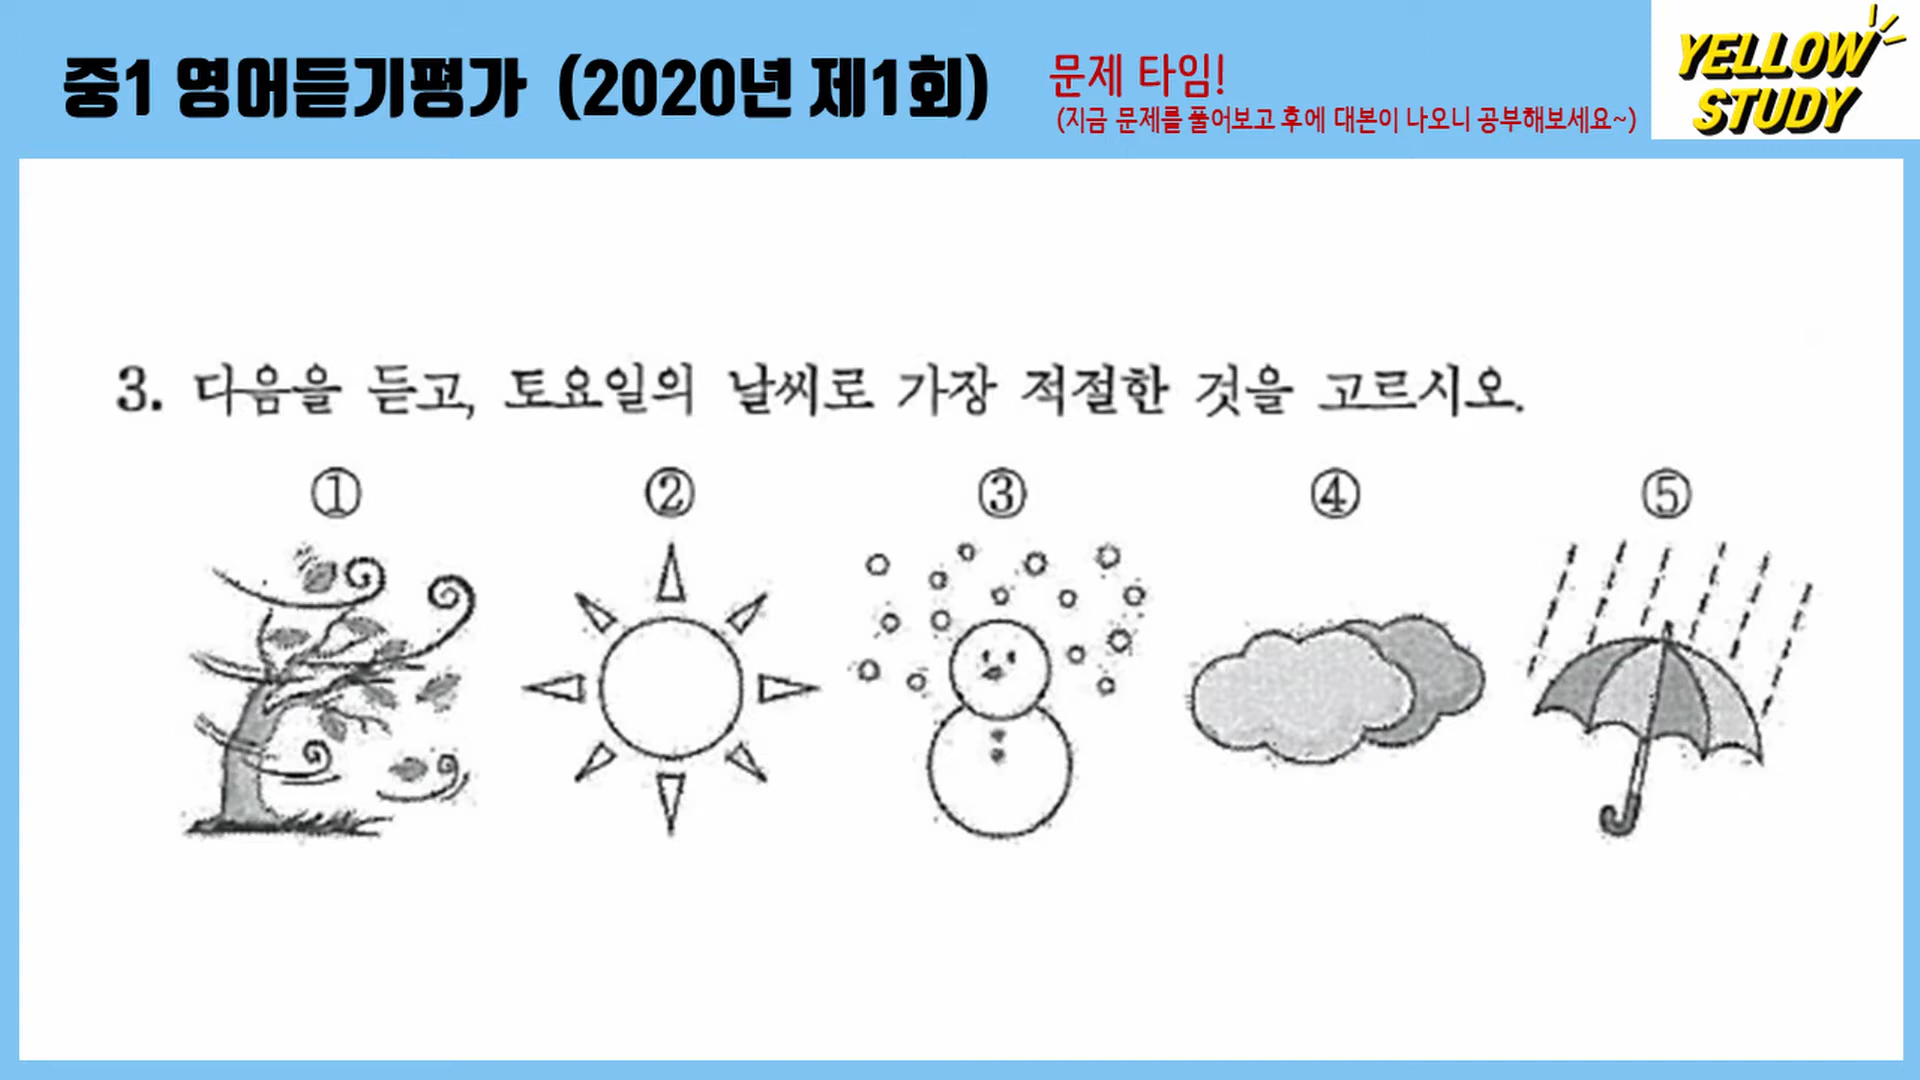 중1 영어듣기평가 (2020년 제1회)
문제 타임!
(지금 문제를 풀어보고 후에 대본이 나오니 공부해보세요~)
YELLOW
STUDY
3. 다음을 듣고, 토요일의 날씨로 가장 적절한 것을 고르시오.
① ② ③ ④ ⑤